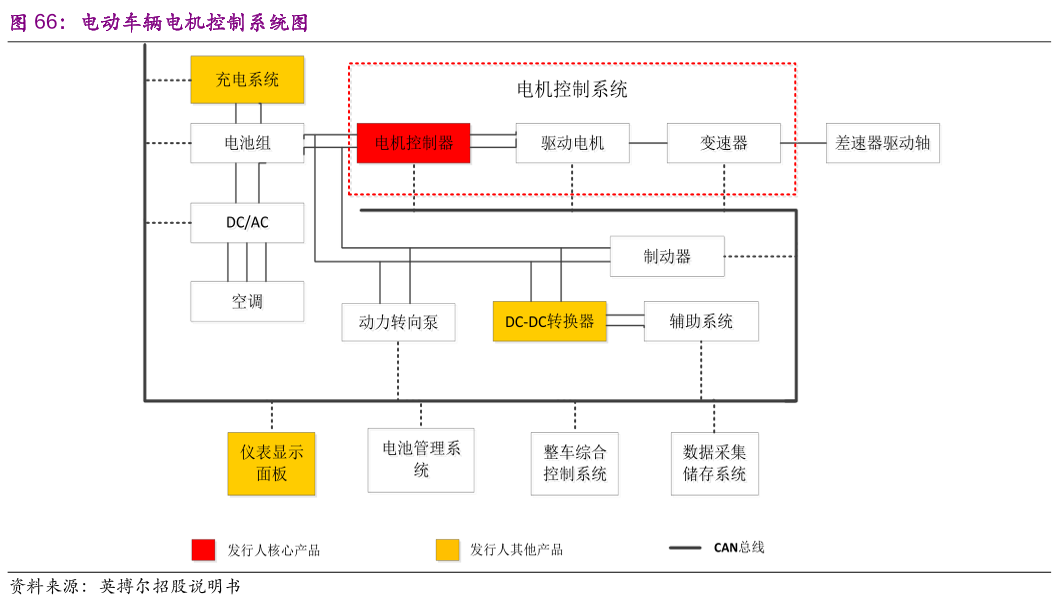 图 66：电动车辆电机控制系统图
充电系统
电机控制系统
电池组
电机控制器
驱动电机
变速器
差速器驱动轴
DC/AC
制动器
空调
动力转向泵
DC-DC转换器
辅助系统
仪表显示
面板
电池管理系
统
整车综合
控制系统
数据采集
储存系统
发行人核心产品
发行人其他产品
CAN总线
资料来源：英搏尔招股说明书